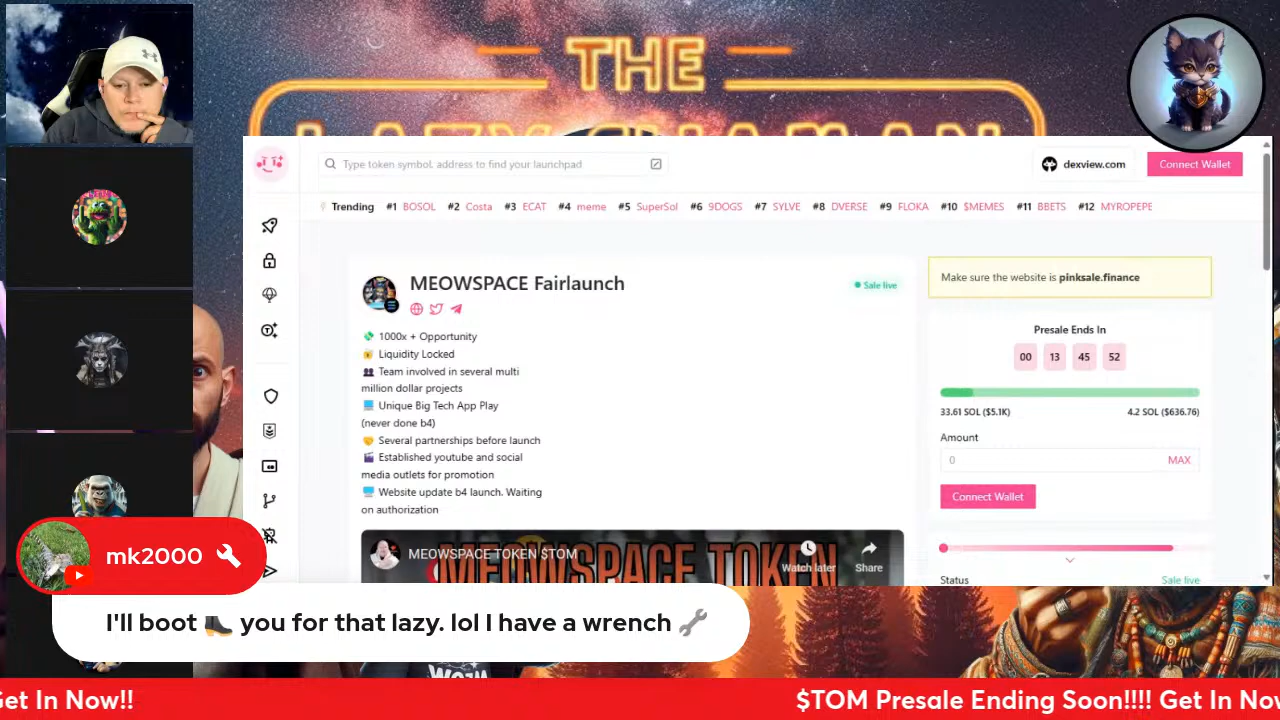 THE
LAZY SHAMAN
Type token symbol, address to find your launchpad
dexview.com
Connect Wallet
Trending #1 BOSOL #2 Costa #3 ECAT #4 meme #5 SuperSol #6 9DOGS #7 SYLVE #8 DVERSE #9 FLOKA #10 $MEMES #11 BBETS #12 MYROPEPE
MEOWSPACE Fairlaunch
Sale live
💸 1000x + Opportunity
🔐 Liquidity Locked
👥 Team involved in several multi
million dollar projects
💻 Unique Big Tech App Play
(never done b4)
🤝 Several partnerships before launch
🎬 Established youtube and social
media outlets for promotion
💻 Website update b4 launch. Waiting
on authorization
MEOWSPACE TOKEN $TOM
MEOWSPACE TOKEN
Watch later
Share
Make sure the website is pinksale.finance
Presale Ends In
00 13 45 52
33.61 SOL ($5.1K)
4.2 SOL ($636.76)
Amount
0
MAX
Connect Wallet
Status
Sale live
mk2000 🔧
I'll boot 👢 you for that lazy. lol I have a wrench 🔧
Get In Now!!
$TOM Presale Ending Soon!!!! Get In Now